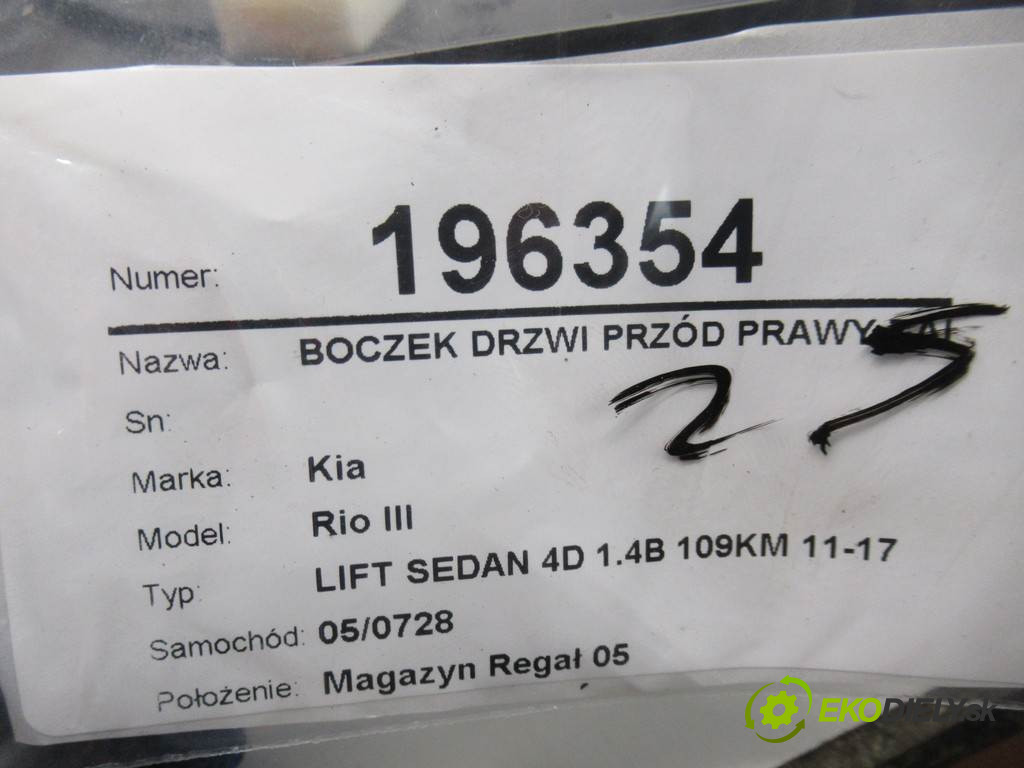 Numer: 196354
Nazwa: BOCZEK DRZWI PRZÓD PRAWY
25
Sn:
Marka: Kia
Model: Rio III
Typ: LIFT SEDAN 4D 1.4B 109KM 11-17
Samochód: 05/0728
Położenie: Magazyn Regał 05
EKODIELY.sk